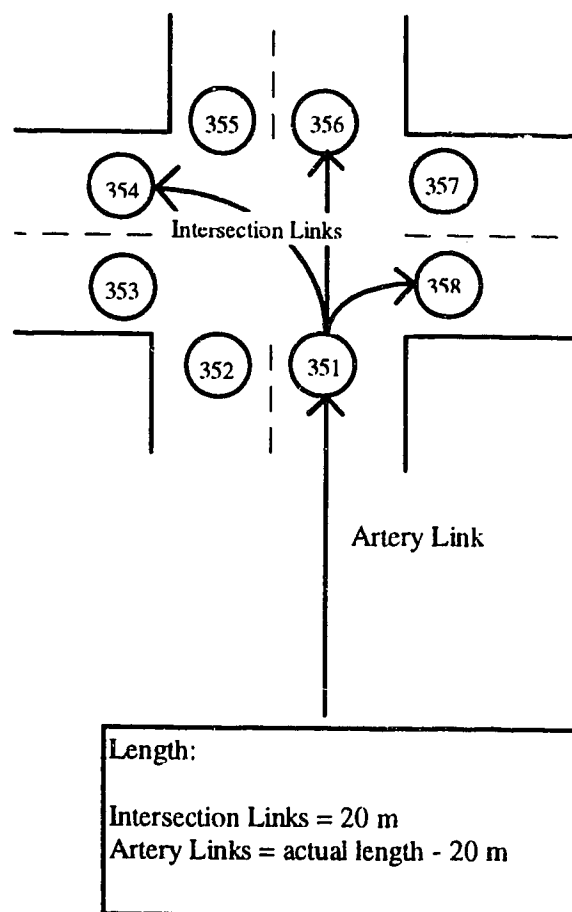 355 356
354 357
Intersection Links
353 358
352 351
Artery Link
Length:
Intersection Links = 20 m
Artery Links = actual length - 20 m